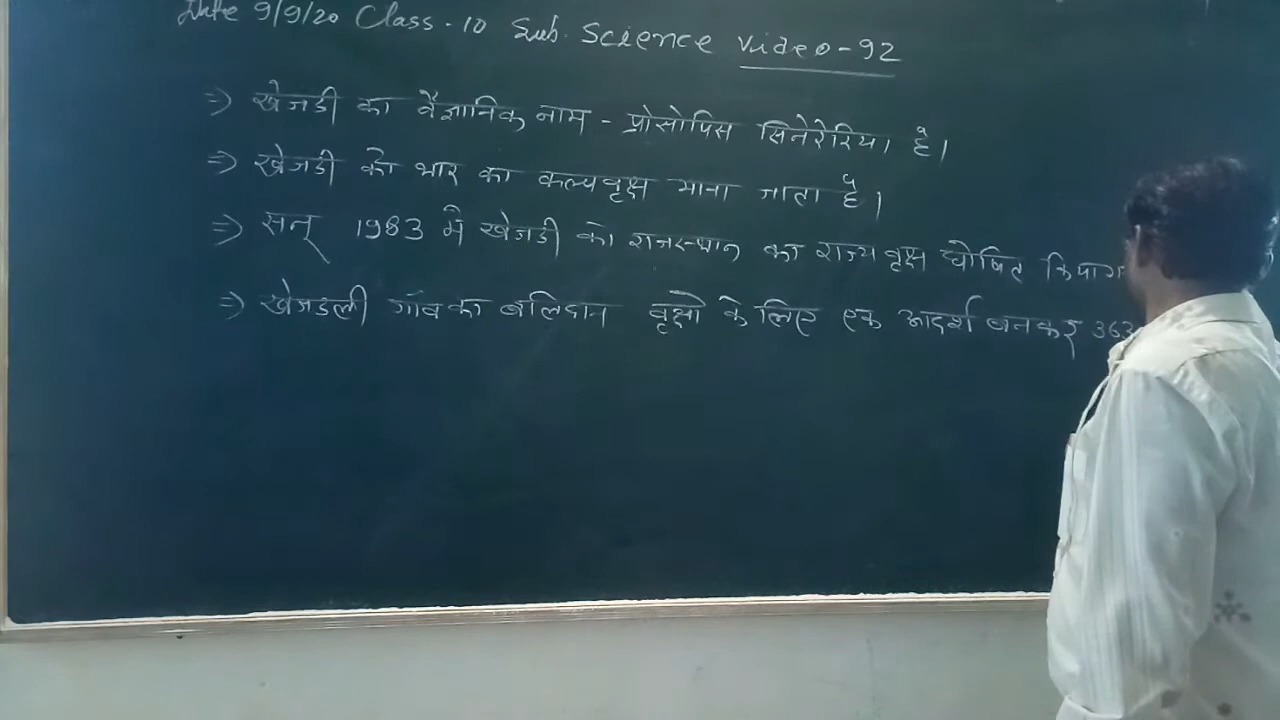 Date 9/9/20 Class - 10 Sub. Science Video - 92
⇒ खेजडी का वैज्ञानिक नाम - प्रोसोपिस सिनेरेरिया है।
⇒ खेजडी को थार का कल्पवृक्ष माना जाता है।
⇒ सन् 1983 में खेजडी को राजस्थान का राज्य वृक्ष घोषित किया ग
⇒ खेजडली गाँव का बलिदान वृक्षो के लिए एक आदर्श बनकर 363